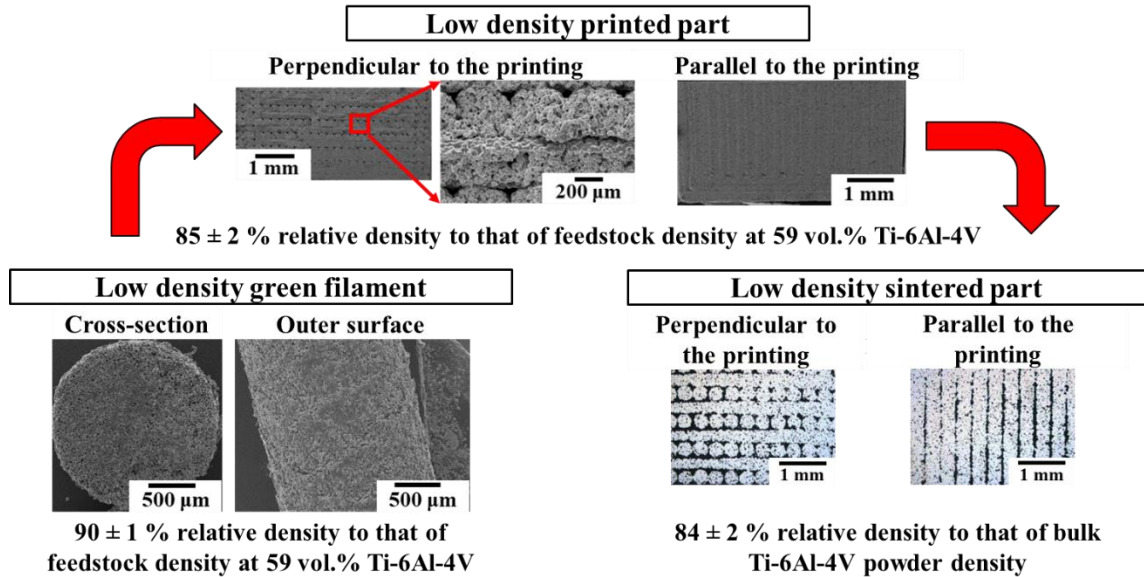 Low density printed part
Perpendicular to the printing
Parallel to the printing
1 mm
200 µm
1 mm
85 ± 2 % relative density to that of feedstock density at 59 vol.% Ti-6Al-4V
Low density green filament
Cross-section
Outer surface
500 µm
500 µm
90 ± 1 % relative density to that of
feedstock density at 59 vol.% Ti-6Al-4V
Low density sintered part
Perpendicular to
the printing
Parallel to the
printing
1 mm
1 mm
84 ± 2 % relative density to that of bulk
Ti-6Al-4V powder density